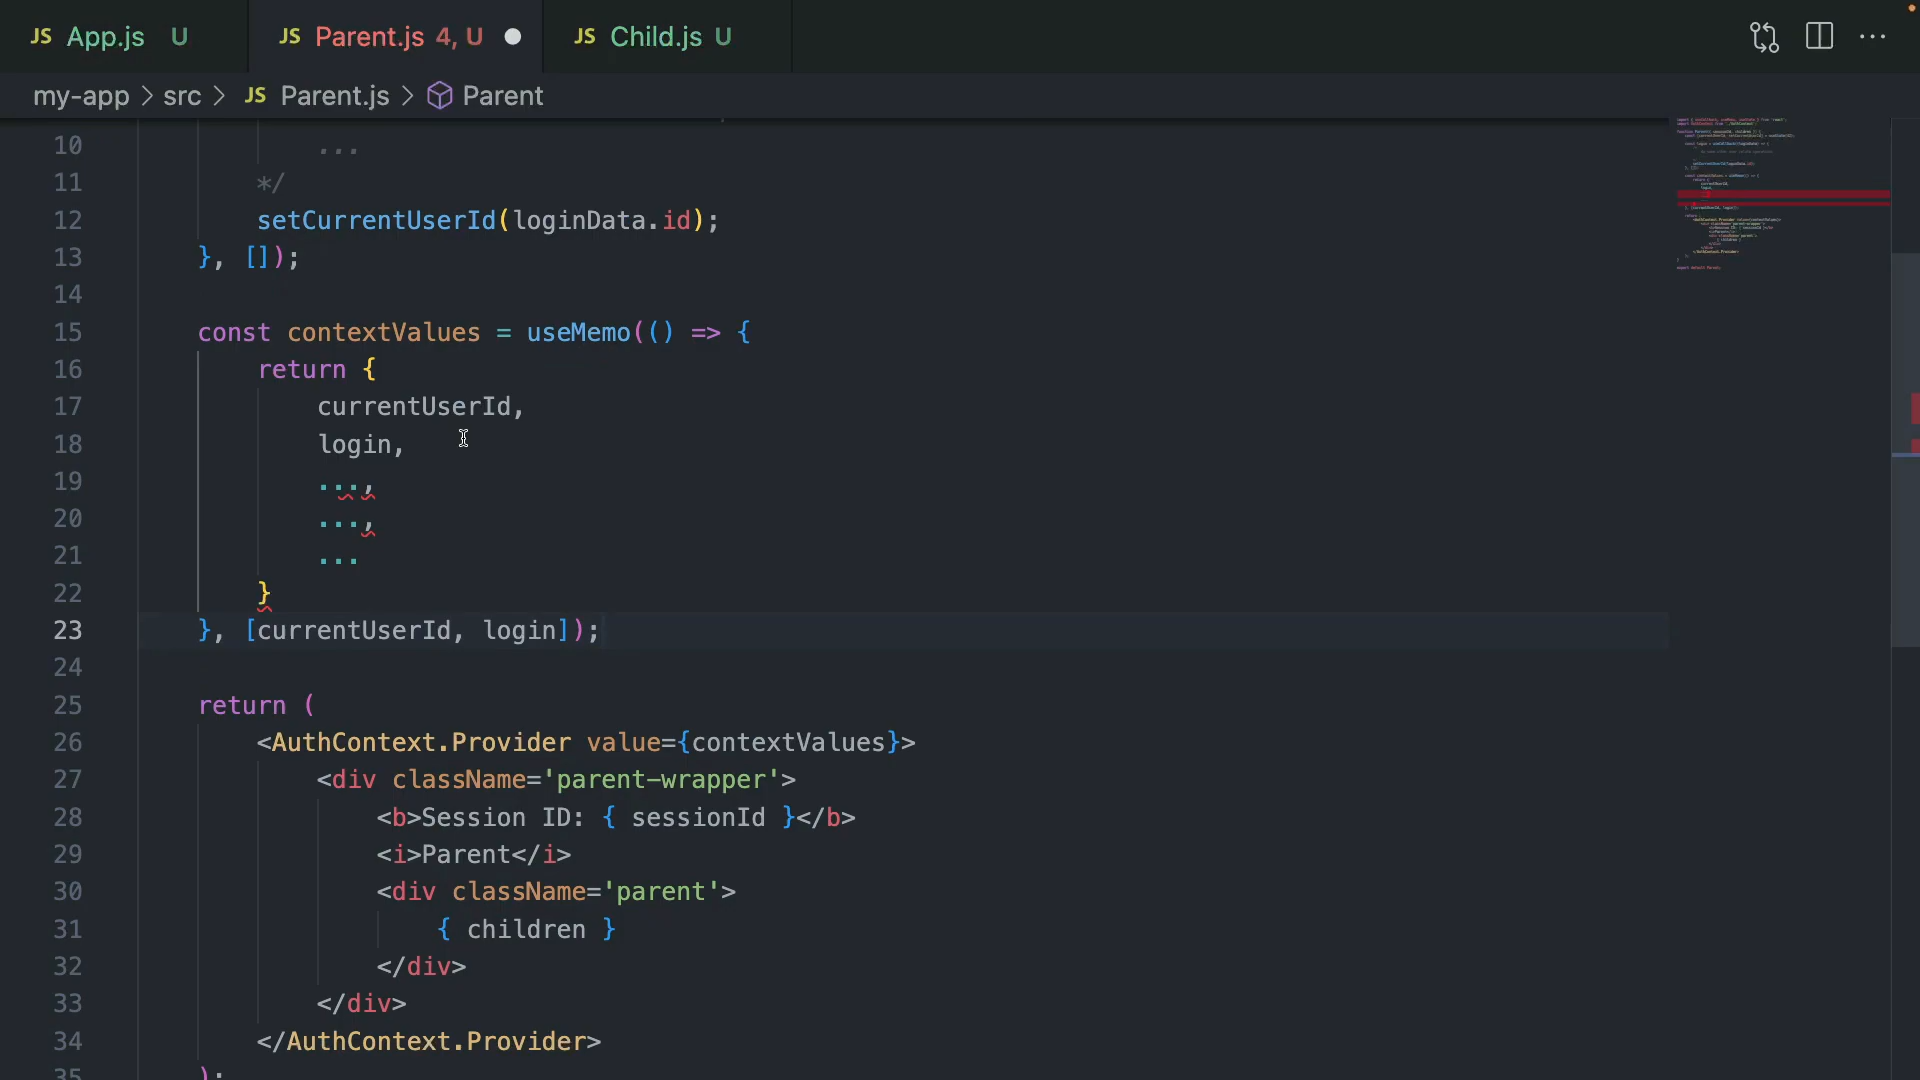 JS App.js U
JS Parent.js 4, U
JS Child.js U
my-app > src > JS Parent.js > Parent
10 ...
11 */
12 setCurrentUserId(loginData.id);
13 }, []);
14
15 const contextValues = useMemo(() => {
16 return {
17 currentUserId,
18 login,
19 ...,
20 ...,
21 ...
22 }
23 }, [currentUserId, login]);
24
25 return (
26 <AuthContext.Provider value={contextValues}>
27 <div className='parent-wrapper'>
28 <b>Session ID: { sessionId }</b>
29 <i>Parent</i>
30 <div className='parent'>
31 { children }
32 </div>
33 </div>
34 </AuthContext.Provider>
35 );